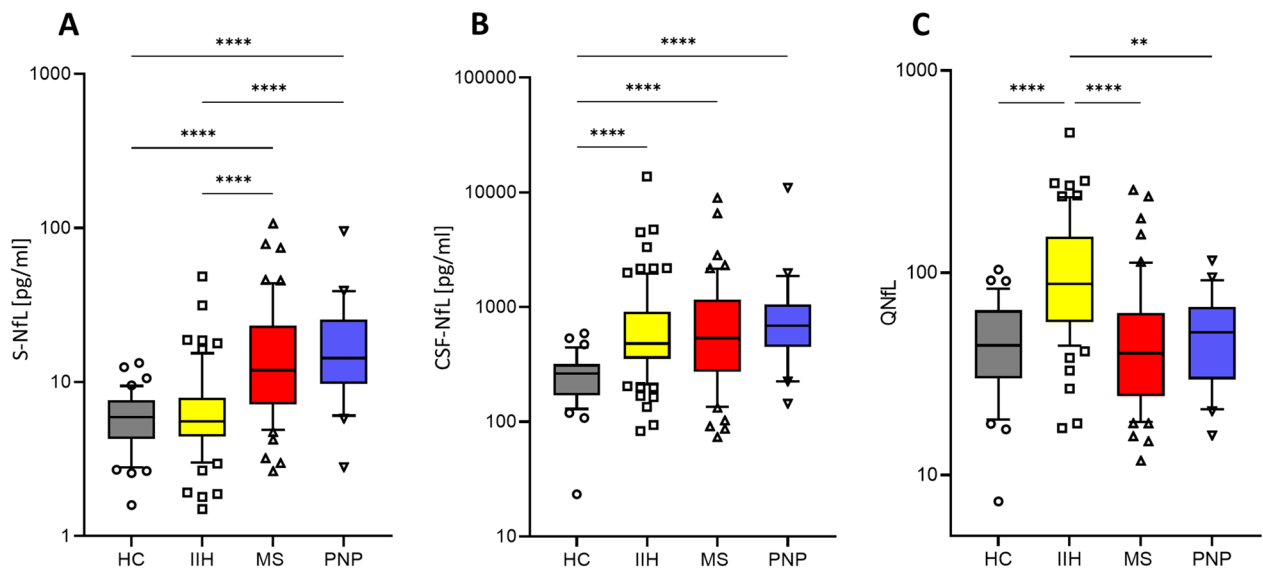 A
****
****
****
****
S-NfL [pg/ml]
1000
100
10
1
HC IIH MS PNP
B
****
****
****
CSF-NfL [pg/ml]
100000
10000
1000
100
10
HC IIH MS PNP
C
**
**** ****
QNfL
1000
100
10
HC IIH MS PNP